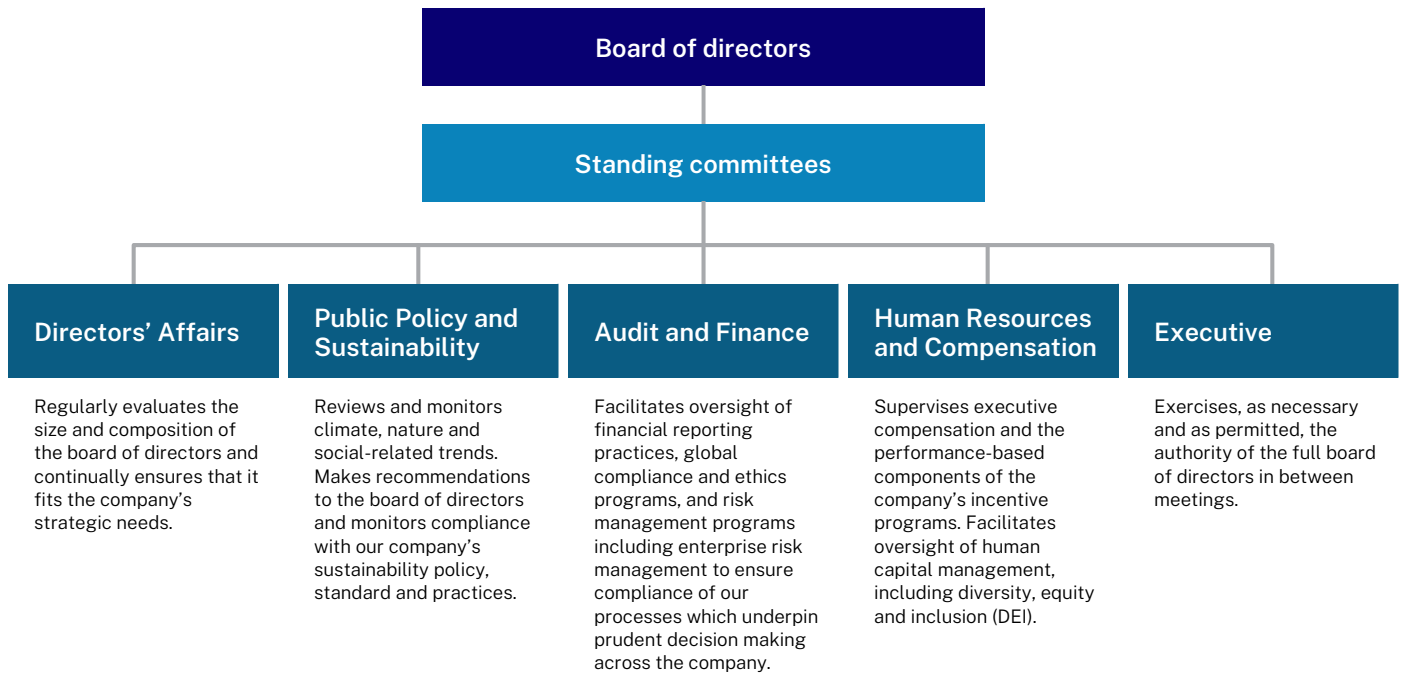 Board of directors
Standing committees
Directors’ Affairs
Regularly evaluates the
size and composition of
the board of directors and
continually ensures that it
fits the company’s
strategic needs.
Public Policy and
Sustainability
Reviews and monitors
climate, nature and
social-related trends.
Makes recommendations
to the board of directors
and monitors compliance
with our company’s
sustainability policy,
standard and practices.
Audit and Finance
Facilitates oversight of
financial reporting
practices, global
compliance and ethics
programs, and risk
management programs
including enterprise risk
management to ensure
compliance of our
processes which underpin
prudent decision making
across the company.
Human Resources
and Compensation
Supervises executive
compensation and the
performance-based
components of the
company’s incentive
programs. Facilitates
oversight of human
capital management,
including diversity, equity
and inclusion (DEI).
Executive
Exercises, as necessary
and as permitted, the
authority of the full board
of directors in between
meetings.